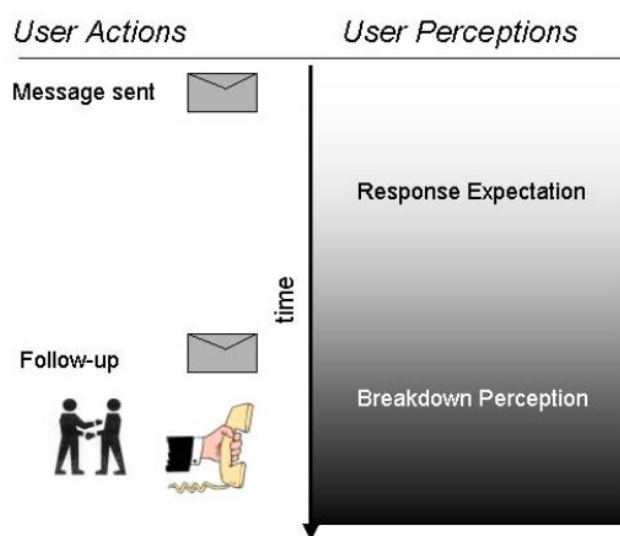 User Actions
User Perceptions
Message sent
Response Expectation
time
Follow-up
Breakdown Perception